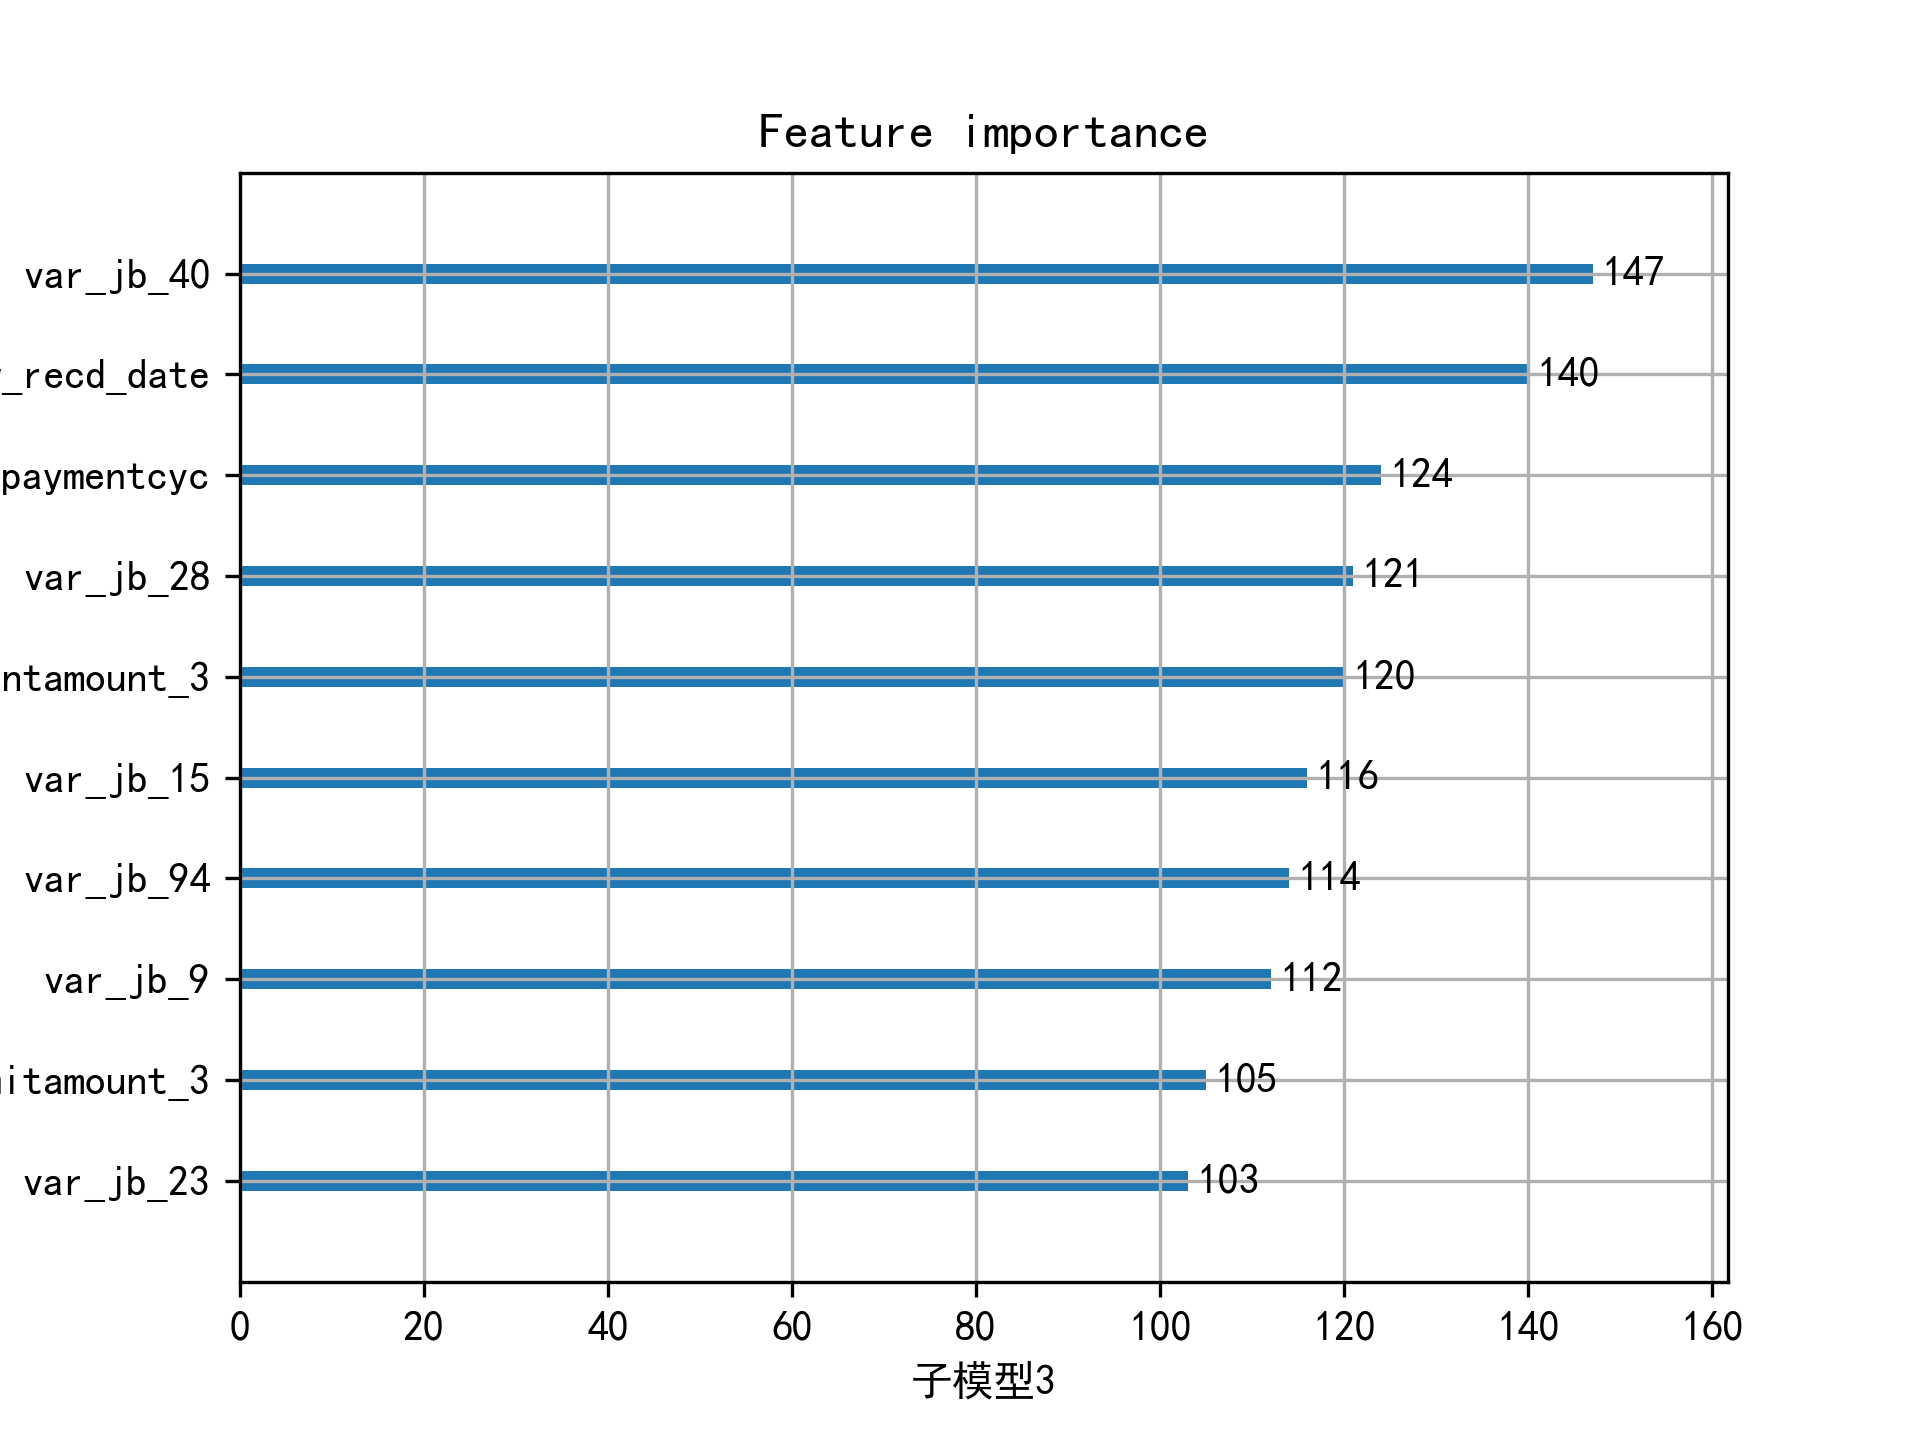 Feature importance
var_jb_40 147
_recd_date 140
paymentcyc 124
var_jb_28 121
ntamount_3 120
var_jb_15 116
var_jb_94 114
var_jb_9 112
itamount_3 105
var_jb_23 103
0 20 40 60 80 100 120 140 160
子模型3